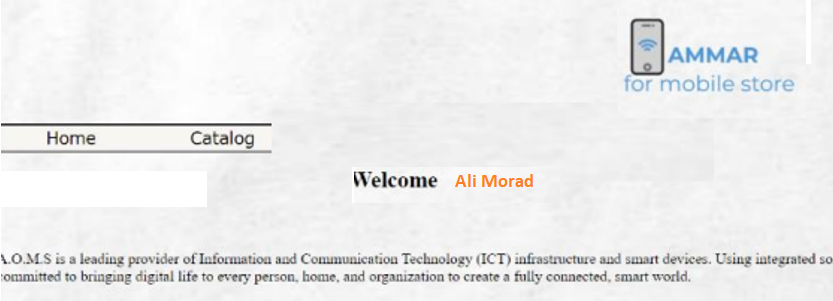 AMMAR
for mobile store
Home Catalog
Welcome Ali Morad
A.O.M.S is a leading provider of Information and Communication Technology (ICT) infrastructure and smart devices. Using integrated so
ommitted to bringing digital life to every person, home, and organization to create a fully connected, smart world.